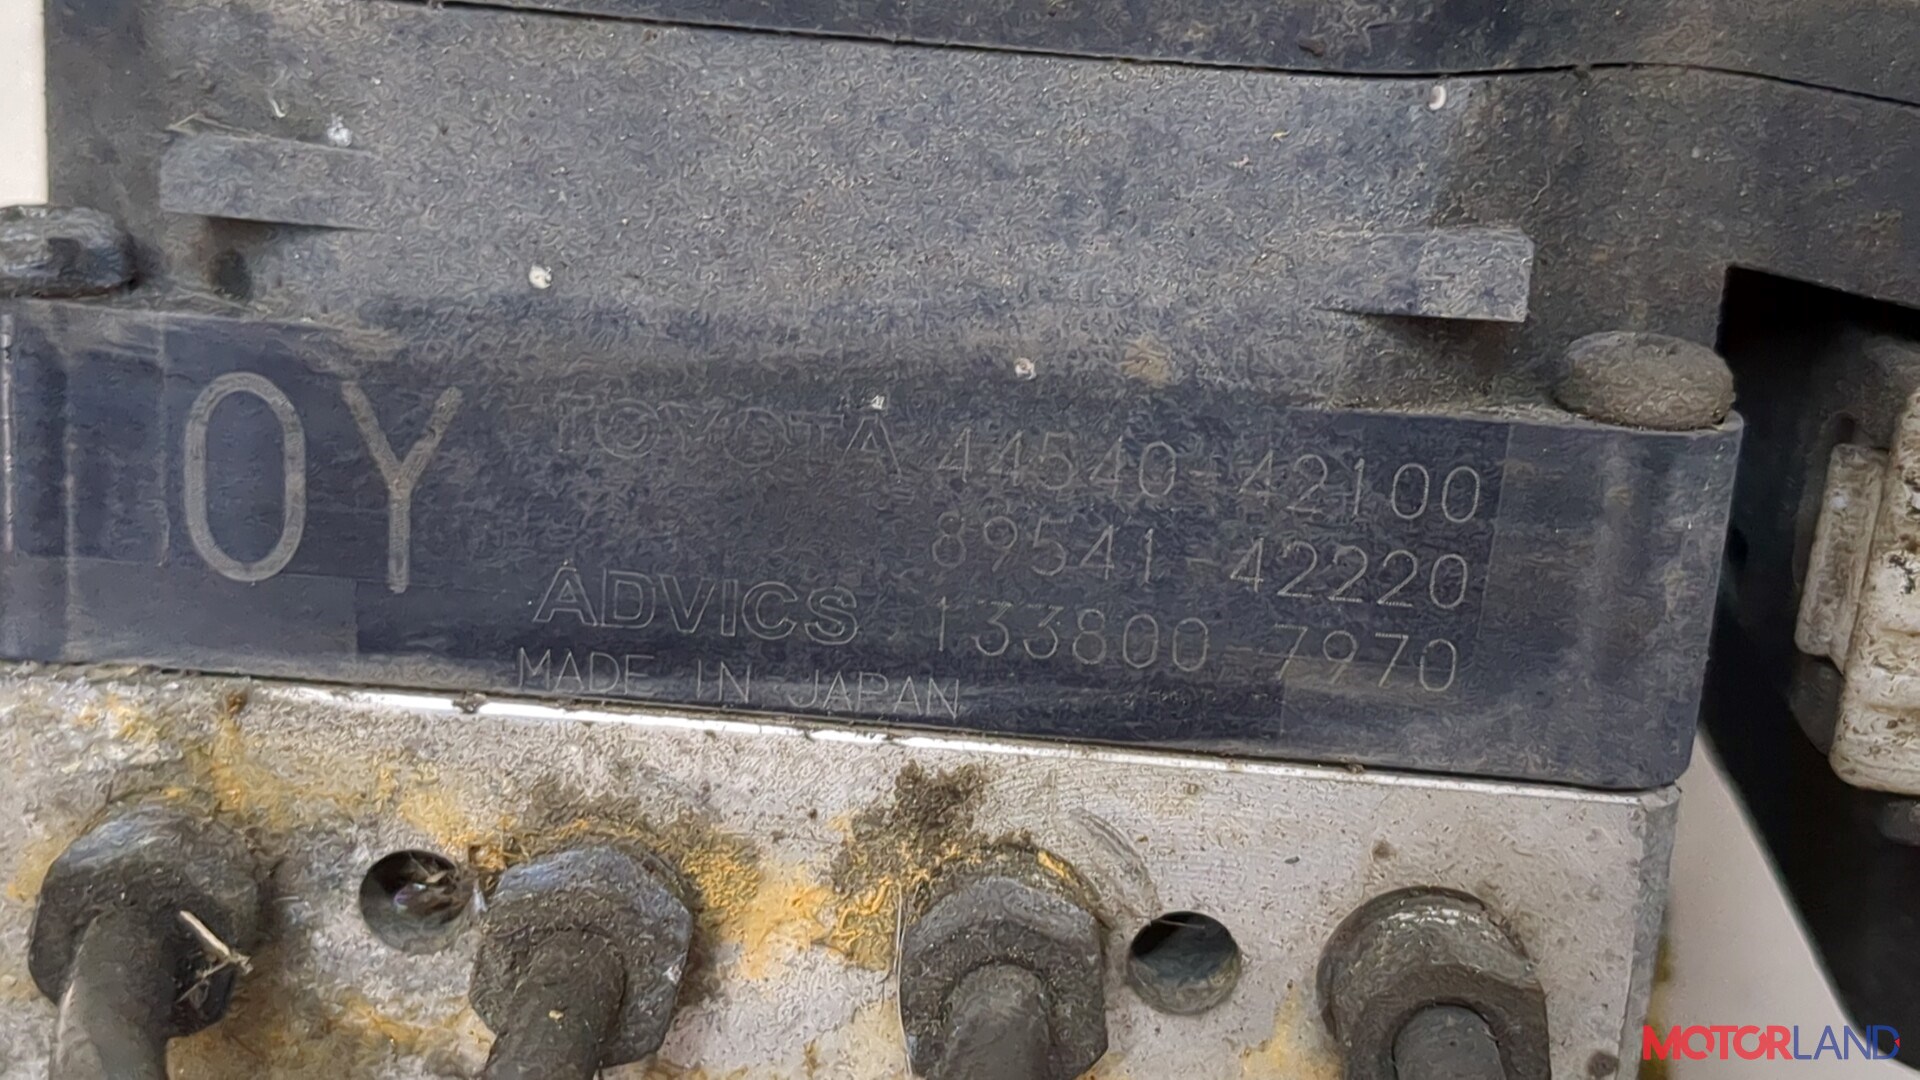 0Y
TOYOTA 44540-42100
89541-42220
ADVICS 133800-7970
MADE IN JAPAN
MOTORLAND